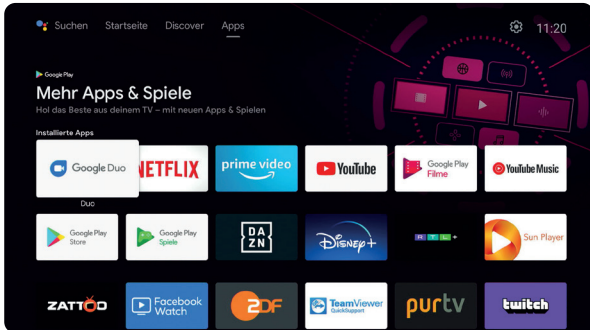 Suchen Startseite Discover Apps 11:20
Google Play
Mehr Apps & Spiele
Hol das Beste aus deinem TV – mit neuen Apps & Spielen
Installierte Apps
Google Duo NETFLIX prime video YouTube Google Play Filme YouTube Music
Duo
Google Play Store Google Play Spiele DAZN Disney+ RTL+ Sun Player
ZATTOO Facebook Watch ZDF TeamViewer QuickSupport purtv twitch